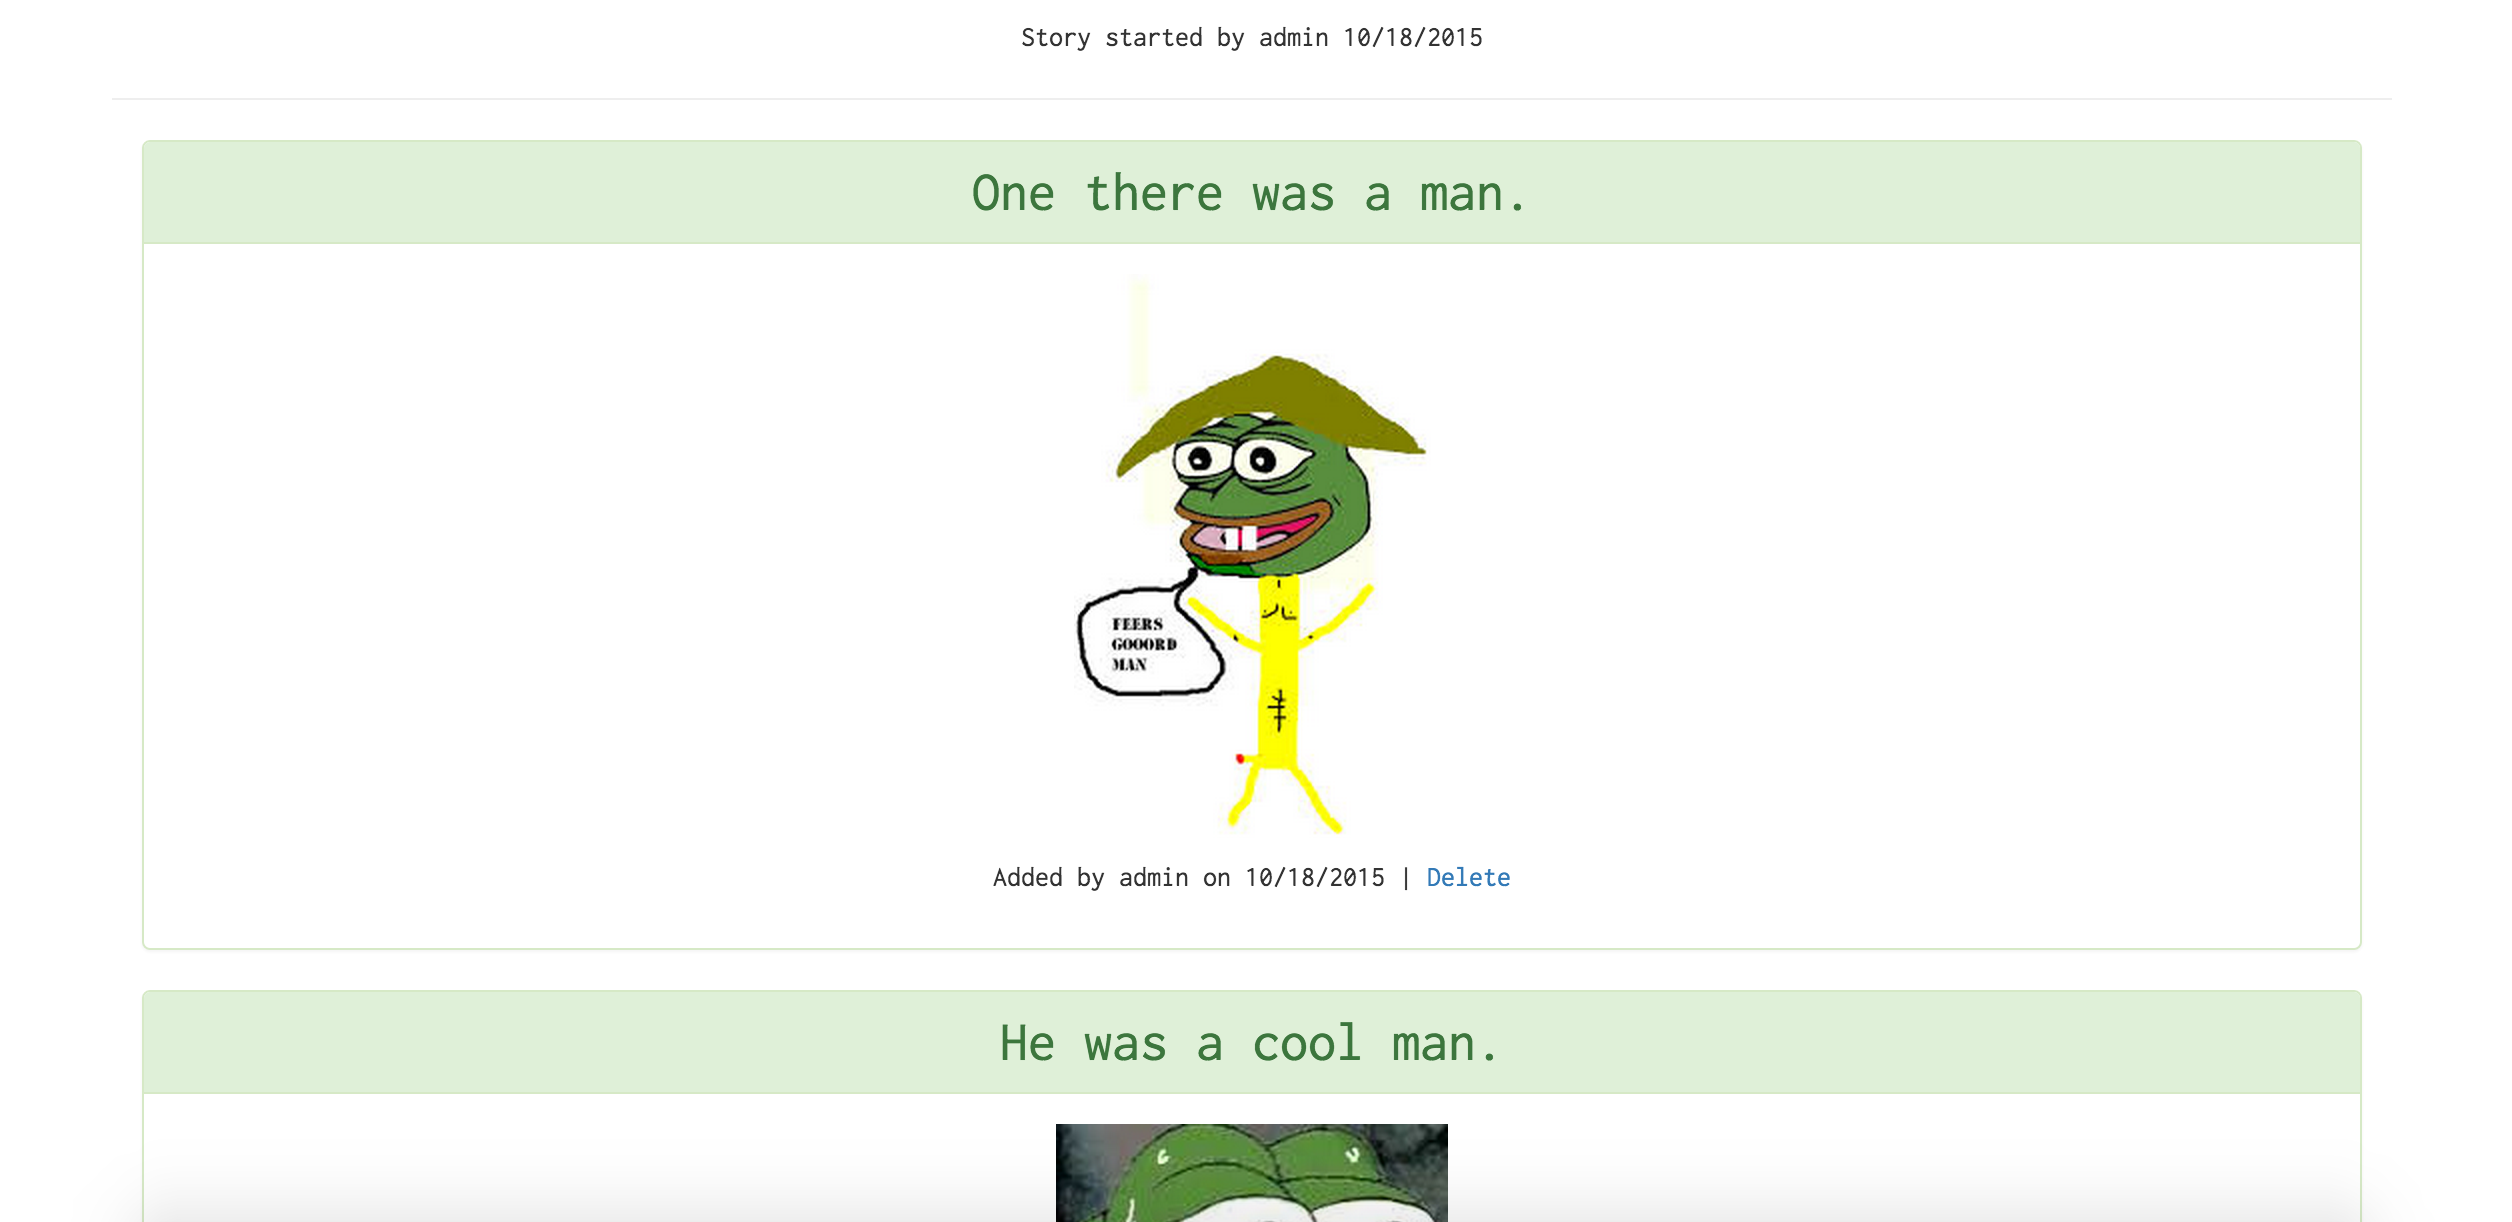 Story started by admin 10/18/2015
One there was a man.
FEERS
GOOORD
MAN
Added by admin on 10/18/2015 | Delete
He was a cool man.